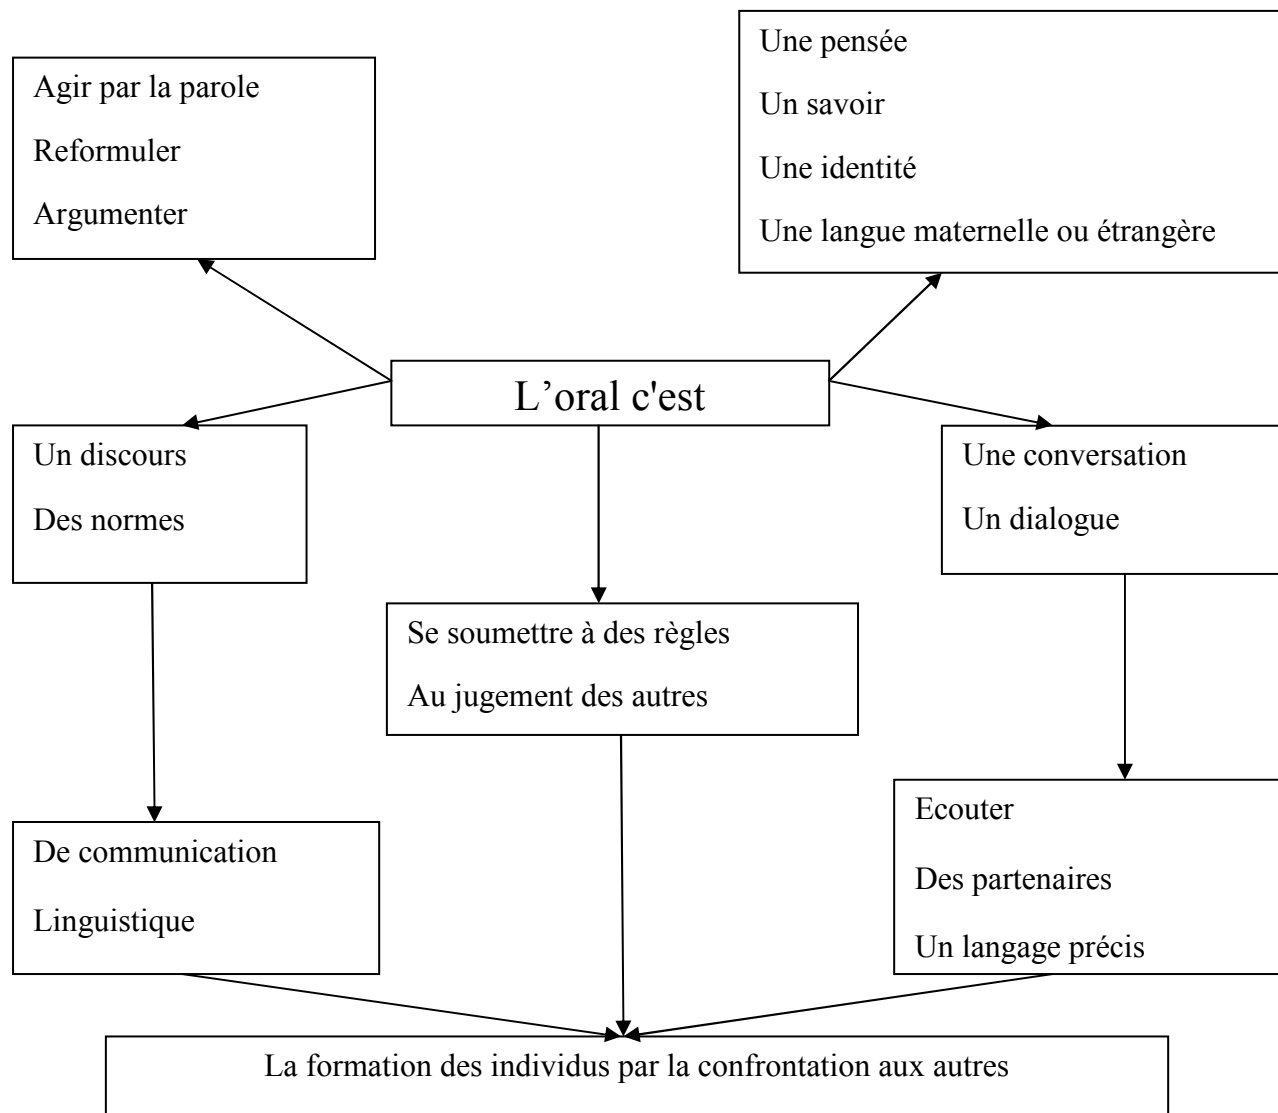 Agir par la parole
Reformuler
Argumenter
Une pensée
Un savoir
Une identité
Une langue maternelle ou étrangère
L’oral c'est
Un discours
Des normes
Une conversation
Un dialogue
Se soumettre à des règles
Au jugement des autres
De communication
Linguistique
Ecouter
Des partenaires
Un langage précis
La formation des individus par la confrontation aux autres